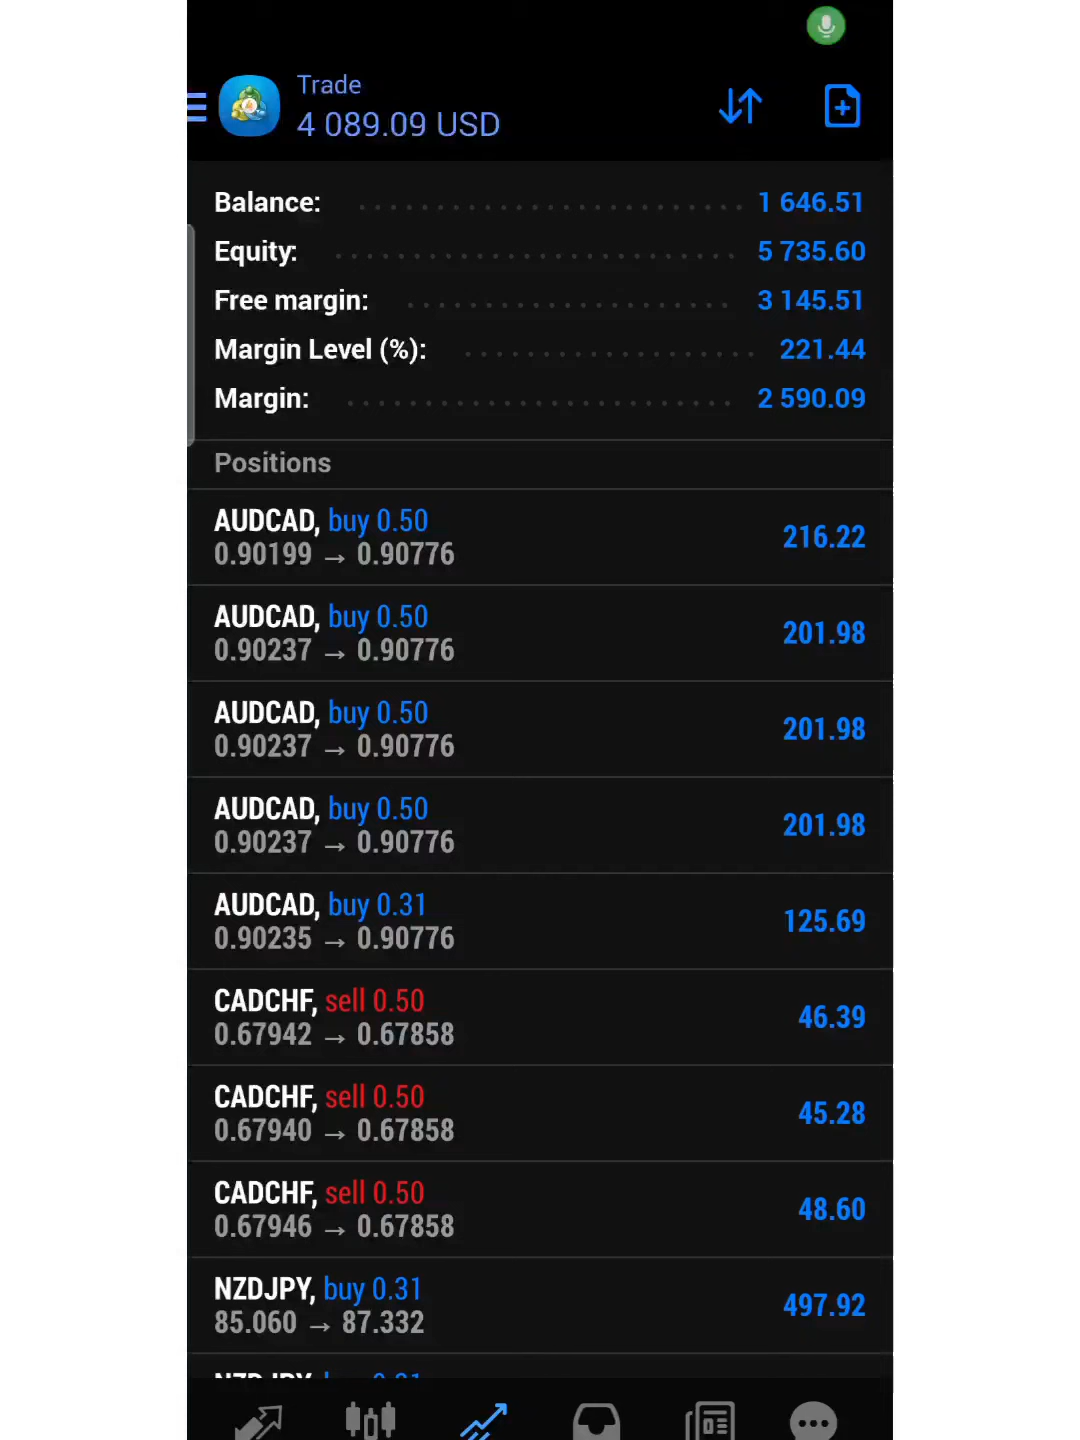 Trade
4 089.09 USD
Balance: 1 646.51
Equity: 5 735.60
Free margin: 3 145.51
Margin Level (%): 221.44
Margin: 2 590.09
Positions
AUDCAD, buy 0.50
0.90199 → 0.90776
216.22
AUDCAD, buy 0.50
0.90237 → 0.90776
201.98
AUDCAD, buy 0.50
0.90237 → 0.90776
201.98
AUDCAD, buy 0.50
0.90237 → 0.90776
201.98
AUDCAD, buy 0.31
0.90235 → 0.90776
125.69
CADCHF, sell 0.50
0.67942 → 0.67858
46.39
CADCHF, sell 0.50
0.67940 → 0.67858
45.28
CADCHF, sell 0.50
0.67946 → 0.67858
48.60
NZDJPY, buy 0.31
85.060 → 87.332
497.92